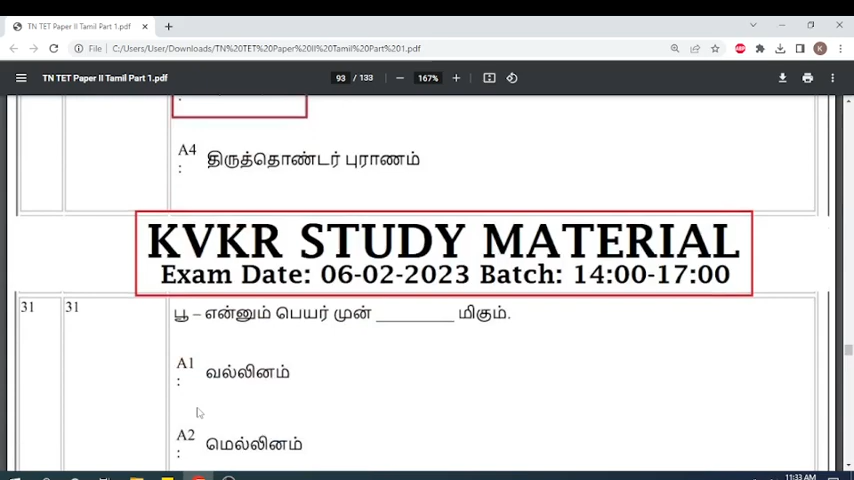 TN TET Paper II Tamil Part 1.pdf
File C:/Users/User/Downloads/TN%20TET%20Paper%20II%20Tamil%20Part%201.pdf
K
TN TET Paper II Tamil Part 1.pdf 93 / 133 167%
A4 : திருத்தொண்டர் புராணம்
KVKR STUDY MATERIAL
Exam Date: 06-02-2023 Batch: 14:00-17:00
31 31 பூ – என்னும் பெயர் முன் _________ மிகும்.
A1 : வல்லினம்
A2 : மெல்லினம்
11:33 AM